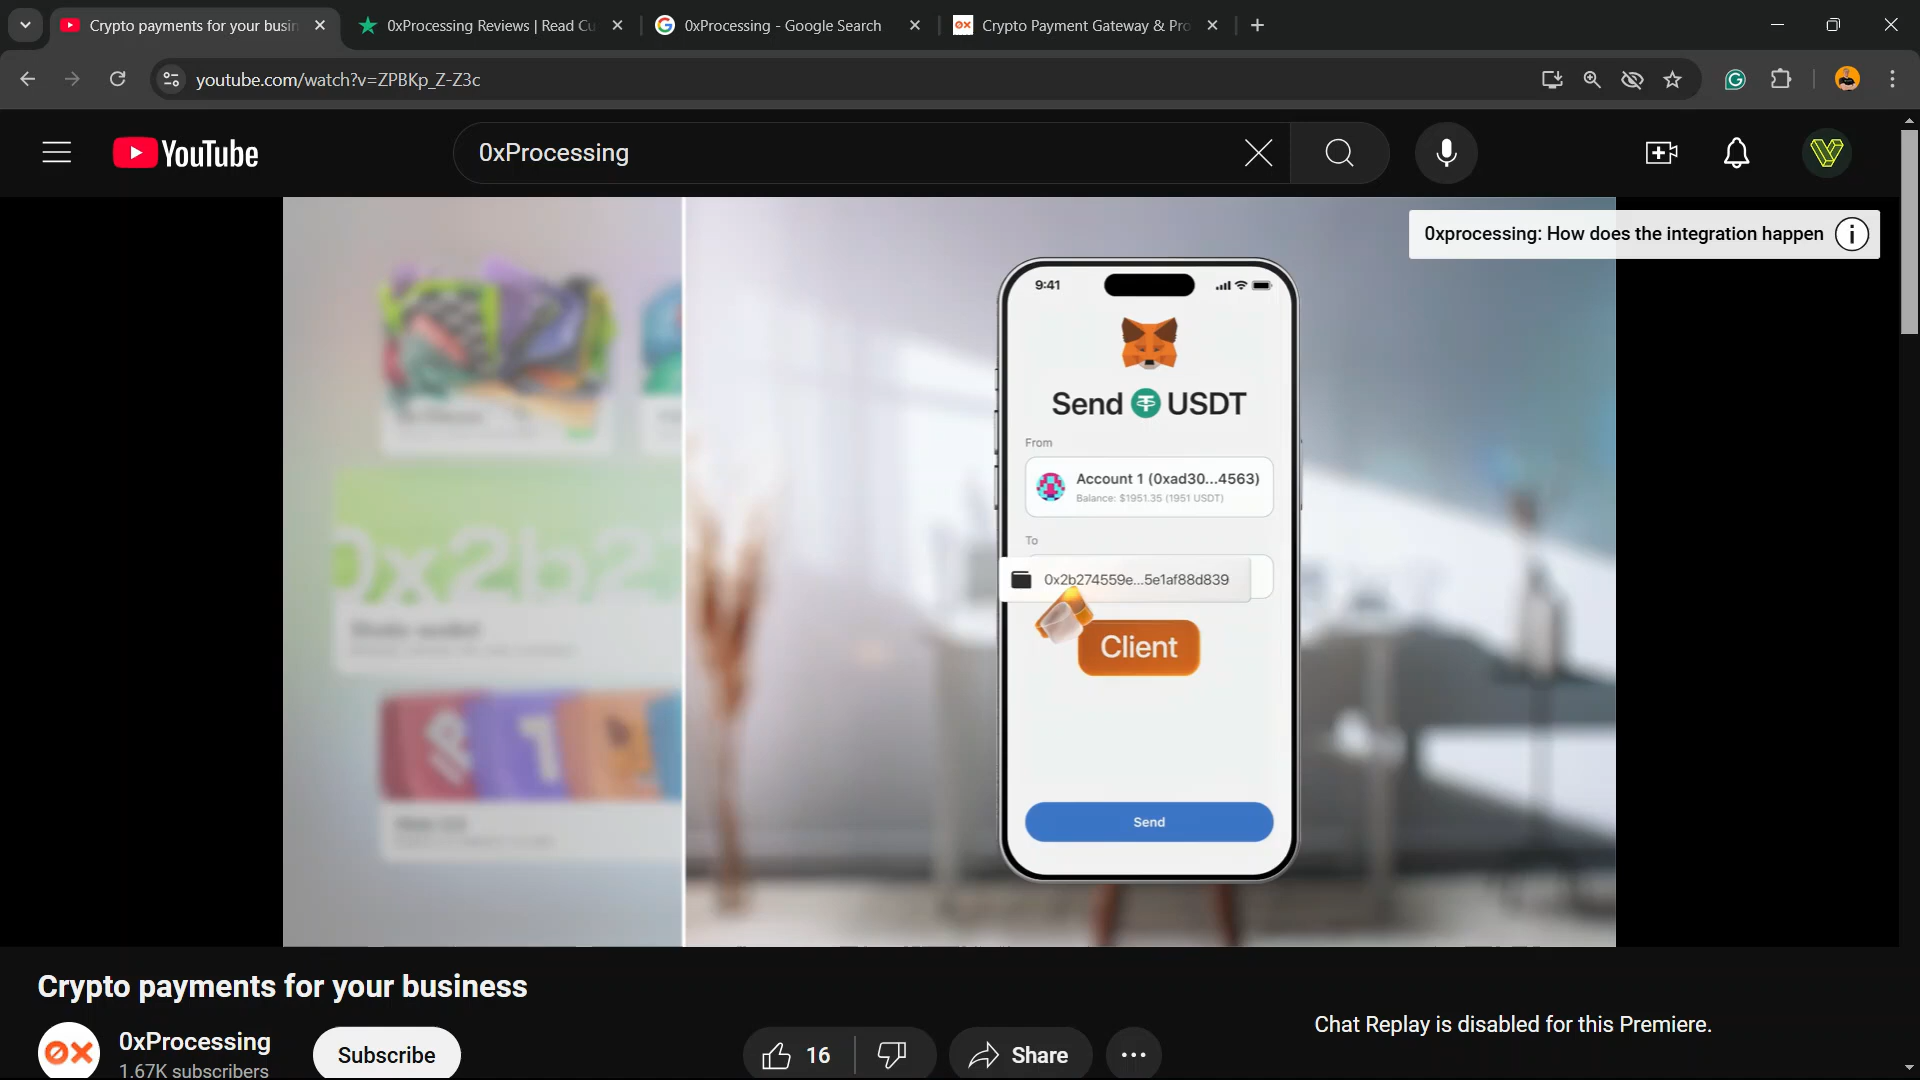 Crypto payments for your busin
0xProcessing Reviews | Read Cu
0xProcessing - Google Search
Crypto Payment Gateway & Pro
youtube.com/watch?v=ZPBKp_Z-Z3c
YouTube
0xProcessing
0xprocessing: How does the integration happen
9:41
Send USDT
From
Account 1 (0xad30...4563)
Balance: $1951.35 (1951 USDT)
To
0x2b274559e...5e1af88d839
Client
Send
0x2b27
Crypto payments for your business
0xProcessing
1.67K subscribers
Subscribe
16
Share
Chat Replay is disabled for this Premiere.